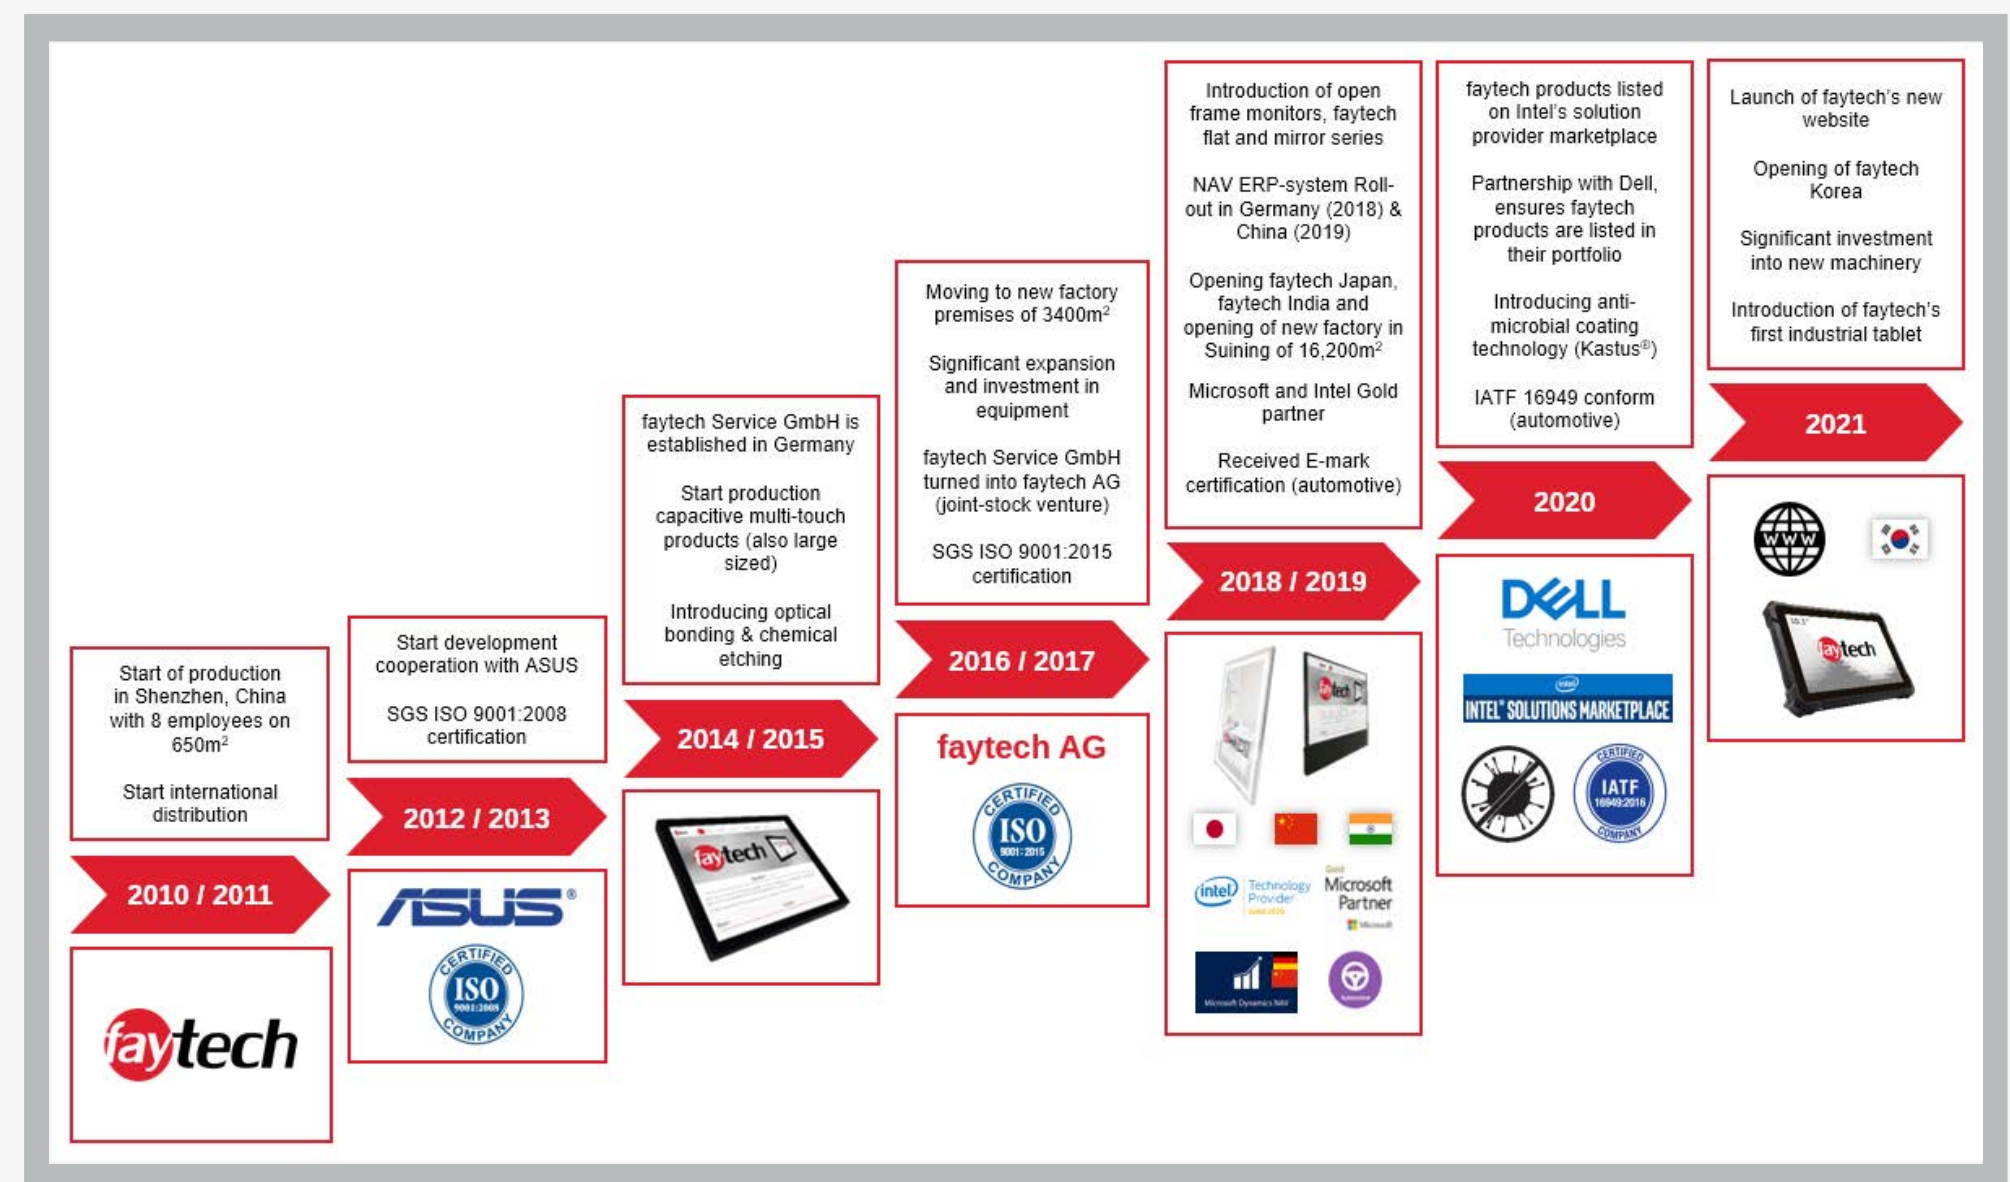 Start of production
in Shenzhen, China
with 8 employees on
650m²
Start international
distribution
2010 / 2011
faytech
Start development
cooperation with ASUS
SGS ISO 9001:2008
certification
2012 / 2013
ASUS®
CERTIFIED
ISO
9001:2008
COMPANY
faytech Service GmbH is
established in Germany
Start production
capacitive multi-touch
products (also large
sized)
Introducing optical
bonding & chemical
etching
2014 / 2015
faytech
Moving to new factory
premises of 3400m²
Significant expansion
and investment in
equipment
faytech Service GmbH
turned into faytech AG
(joint-stock venture)
SGS ISO 9001:2015
certification
2016 / 2017
faytech AG
CERTIFIED
ISO
9001:2015
COMPANY
Introduction of open
frame monitors, faytech
flat and mirror series
NAV ERP-system Roll-
out in Germany (2018) &
China (2019)
Opening faytech Japan,
faytech India and
opening of new factory in
Suining of 16,200m²
Microsoft and Intel Gold
partner
Received E-mark
certification (automotive)
2018 / 2019
faytech
faytech
intel
Technology
Provider
Gold
Microsoft
Partner
Microsoft
Microsoft Dynamics NAV
Automotive
faytech products listed
on Intel's solution
provider marketplace
Partnership with Dell,
ensures faytech
products are listed in
their portfolio
Introducing anti-
microbial coating
technology (Kastus®)
IATF 16949 conform
(automotive)
2020
DELL
Technologies
intel
INTEL® SOLUTIONS MARKETPLACE
CERTIFIED
IATF
16949:2016
COMPANY
Launch of faytech's new
website
Opening of faytech
Korea
Significant investment
into new machinery
Introduction of faytech's
first industrial tablet
2021
WWW
10.1"
faytech